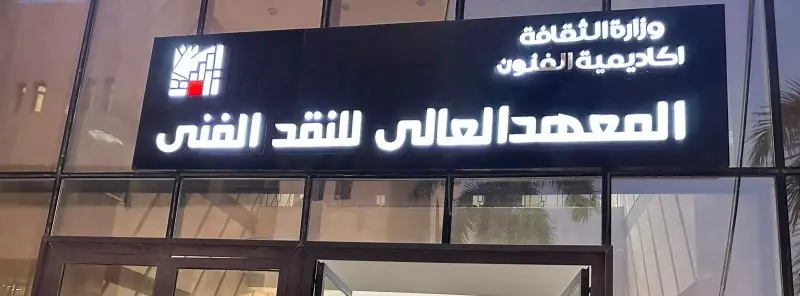 وزارة الثقافة
اكاديمية الفنون
المعهد العالى للنقد الفنى